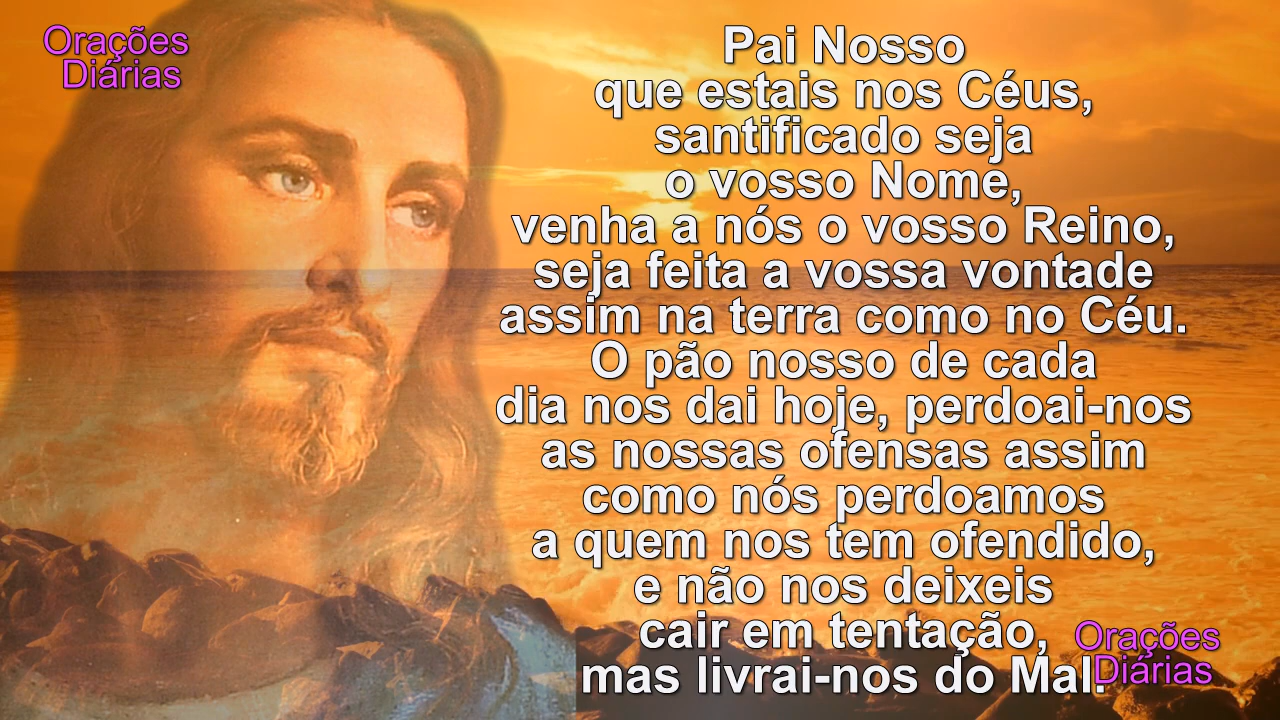 Orações
Diárias
Pai Nosso
que estais nos Céus,
santificado seja
o vosso Nome,
venha a nós o vosso Reino,
seja feita a vossa vontade
assim na terra como no Céu.
O pão nosso de cada
dia nos dai hoje, perdoai-nos
as nossas ofensas assim
como nós perdoamos
a quem nos tem ofendido,
e não nos deixeis
cair em tentação,
mas livrai-nos do Mal.
Orações
Diárias